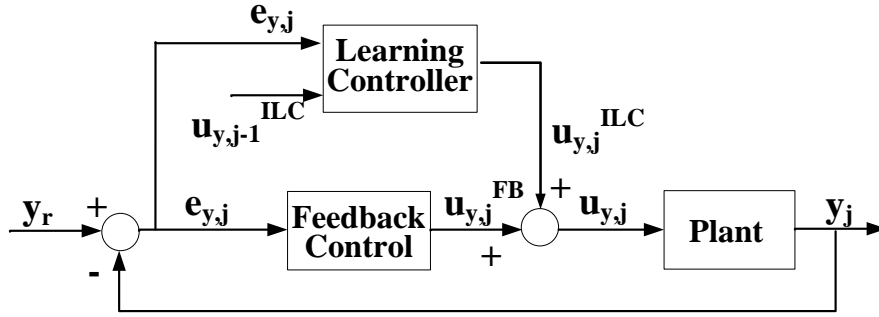 e_{y,j}
Learning
Controller
u_{y,j-1}^{ILC}
u_{y,j}^{ILC}
y_r
+
e_{y,j}
Feedback
Control
u_{y,j}^{FB}
+
+
u_{y,j}
Plant
y_j
-